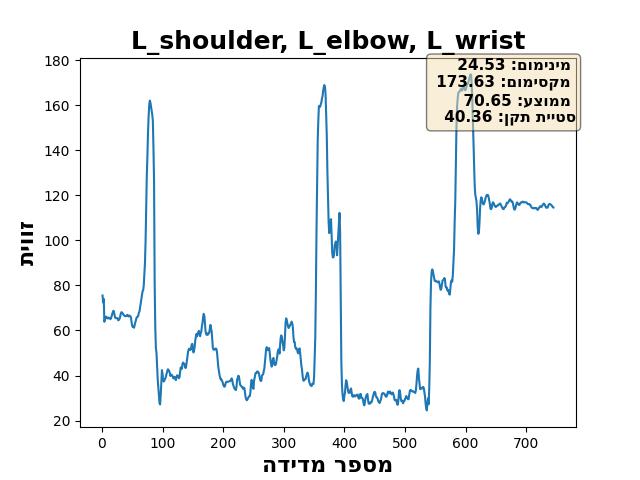 L_shoulder, L_elbow, L_wrist
מינימום: 24.53
מקסימום: 173.63
ממוצע: 70.65
סטיית תקן: 40.36
180
160
140
120
100
80
60
40
20
זווית
0 100 200 300 400 500 600 700
מספר מדידה